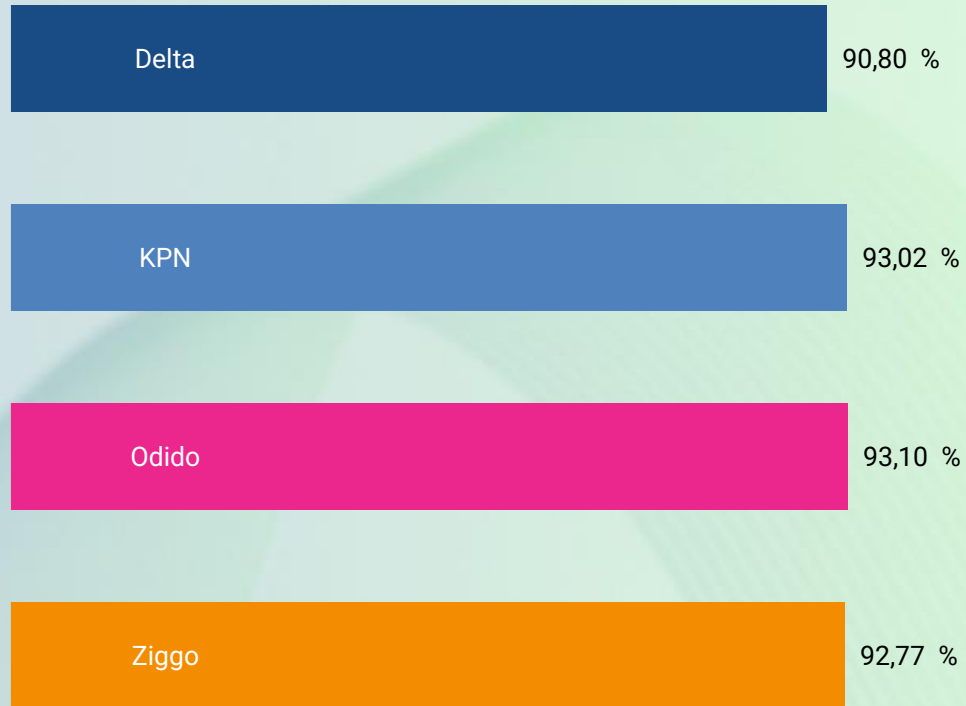 Delta 90,80 %
KPN 93,02 %
Odido 93,10 %
Ziggo 92,77 %